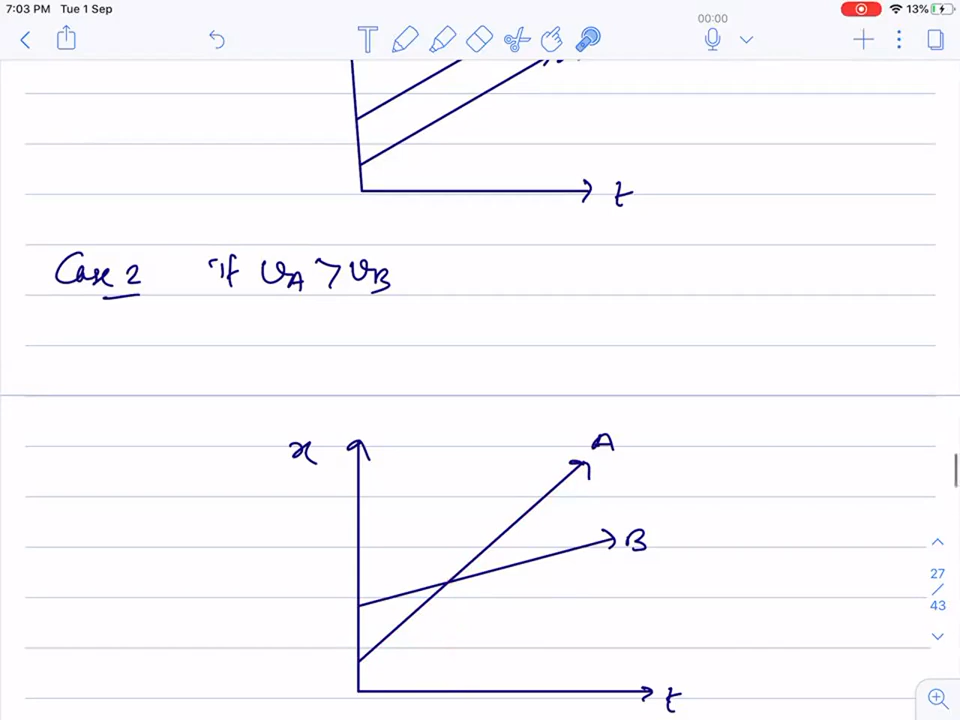 7:03 PM Tue 1 Sep
13%
00:00
T
t
Case 2 if VA > VB
x
A
B
27
/
43
t